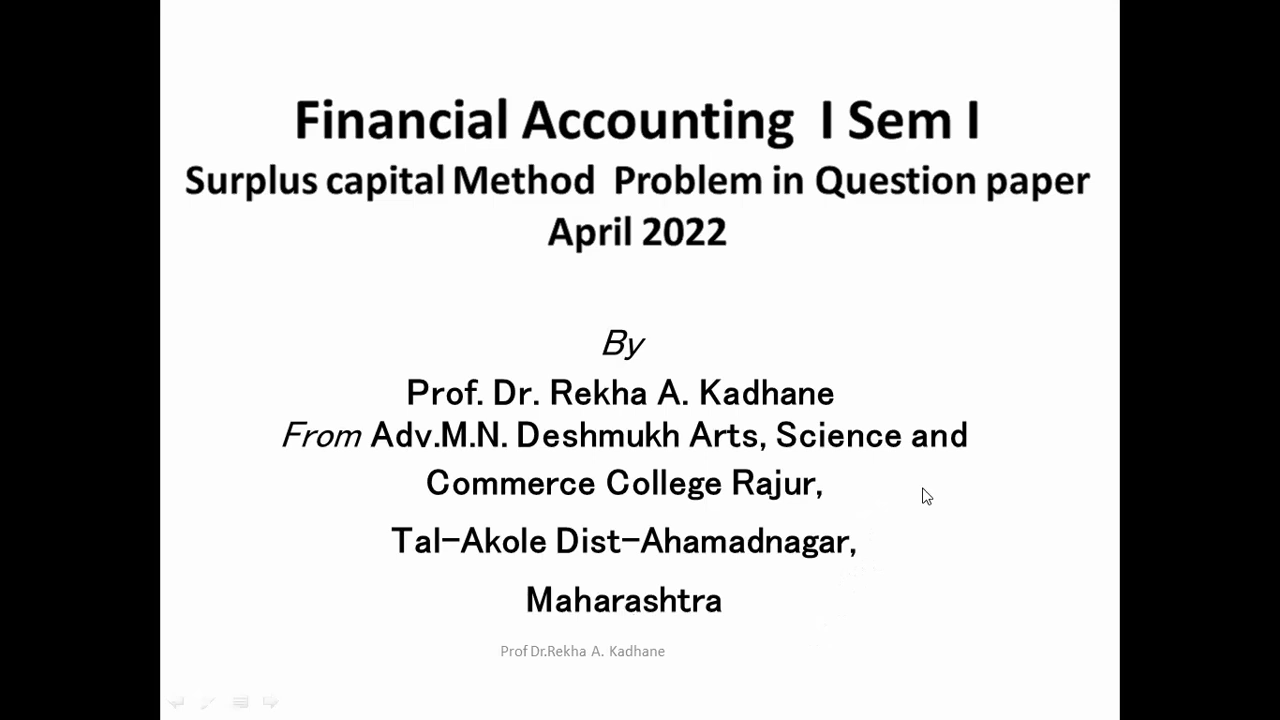 Financial Accounting I Sem I
Surplus capital Method Problem in Question paper
April 2022
By
Prof. Dr. Rekha A. Kadhane
From Adv.M.N. Deshmukh Arts, Science and
Commerce College Rajur,
Tal-Akole Dist-Ahamadnagar,
Maharashtra
Prof Dr.Rekha A. Kadhane